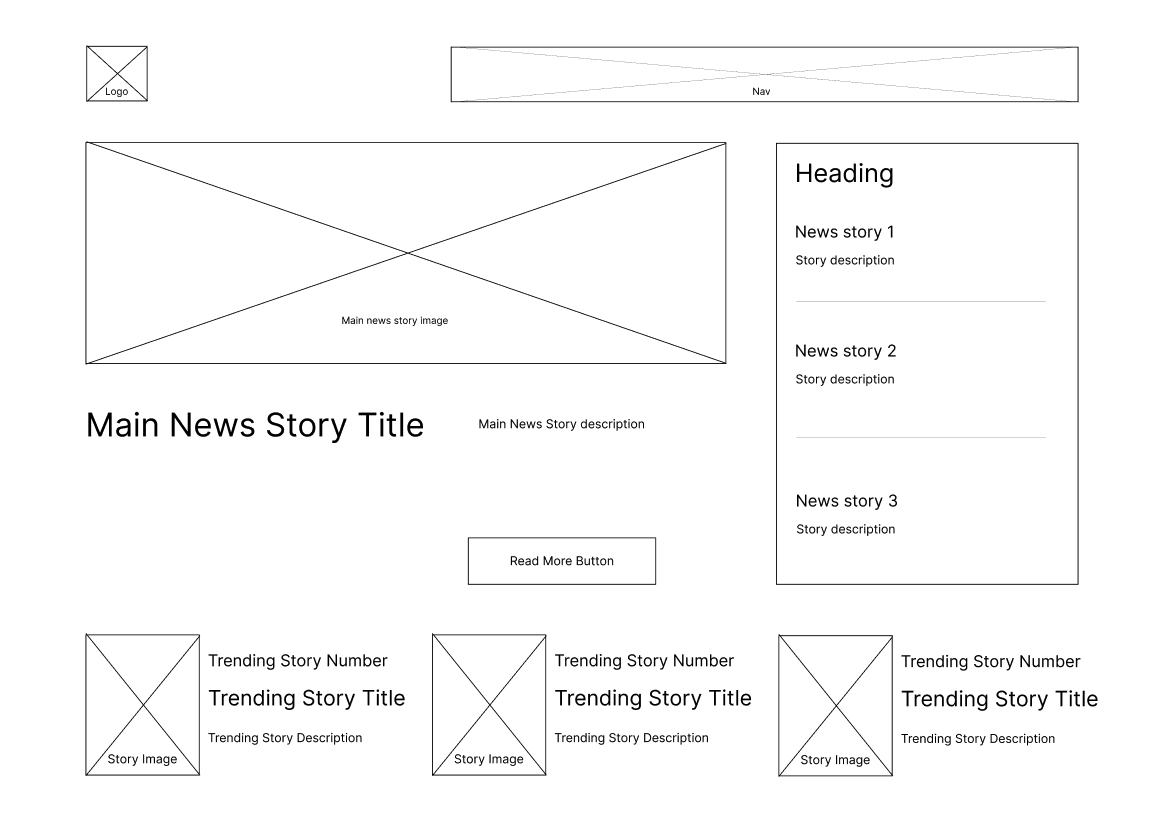 Logo
Nav
Main news story image
Main News Story Title
Main News Story description
Read More Button
Heading
News story 1
Story description
News story 2
Story description
News story 3
Story description
Story Image
Trending Story Number
Trending Story Title
Trending Story Description
Story Image
Trending Story Number
Trending Story Title
Trending Story Description
Story Image
Trending Story Number
Trending Story Title
Trending Story Description